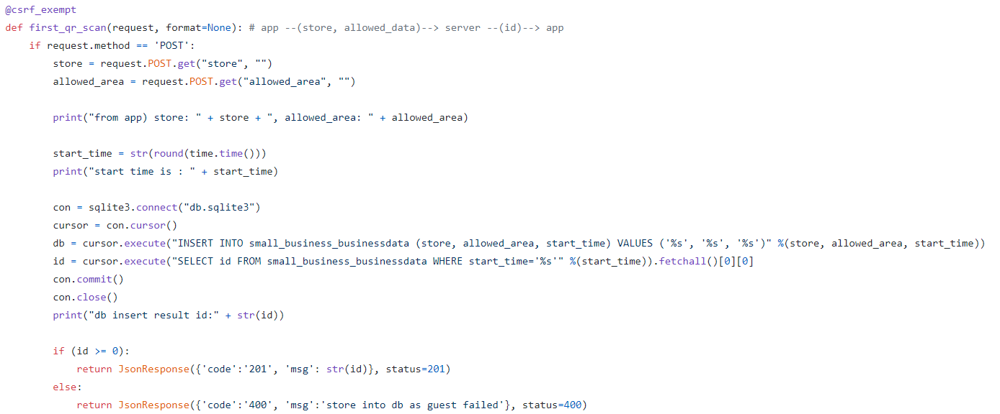 @csrf_exempt
def first_qr_scan(request, format=None): # app --(store, allowed_data)--> server --(id)--> app
    if request.method == 'POST':
        store = request.POST.get("store", "")
        allowed_area = request.POST.get("allowed_area", "")

        print("from app) store: " + store + ", allowed_area: " + allowed_area)

        start_time = str(round(time.time()))
        print("start time is : " + start_time)

        con = sqlite3.connect("db.sqlite3")
        cursor = con.cursor()
        db = cursor.execute("INSERT INTO small_business_businessdata (store, allowed_area, start_time) VALUES ('%s', '%s', '%s')" %(store, allowed_area, start_time))
        id = cursor.execute("SELECT id FROM small_business_businessdata WHERE start_time='%s'" %(start_time)).fetchall()[0][0]
        con.commit()
        con.close()
        print("db insert result id:" + str(id))

        if (id >= 0):
            return JsonResponse({'code':'201', 'msg': str(id)}, status=201)
        else:
            return JsonResponse({'code':'400', 'msg':'store into db as guest failed'}, status=400)